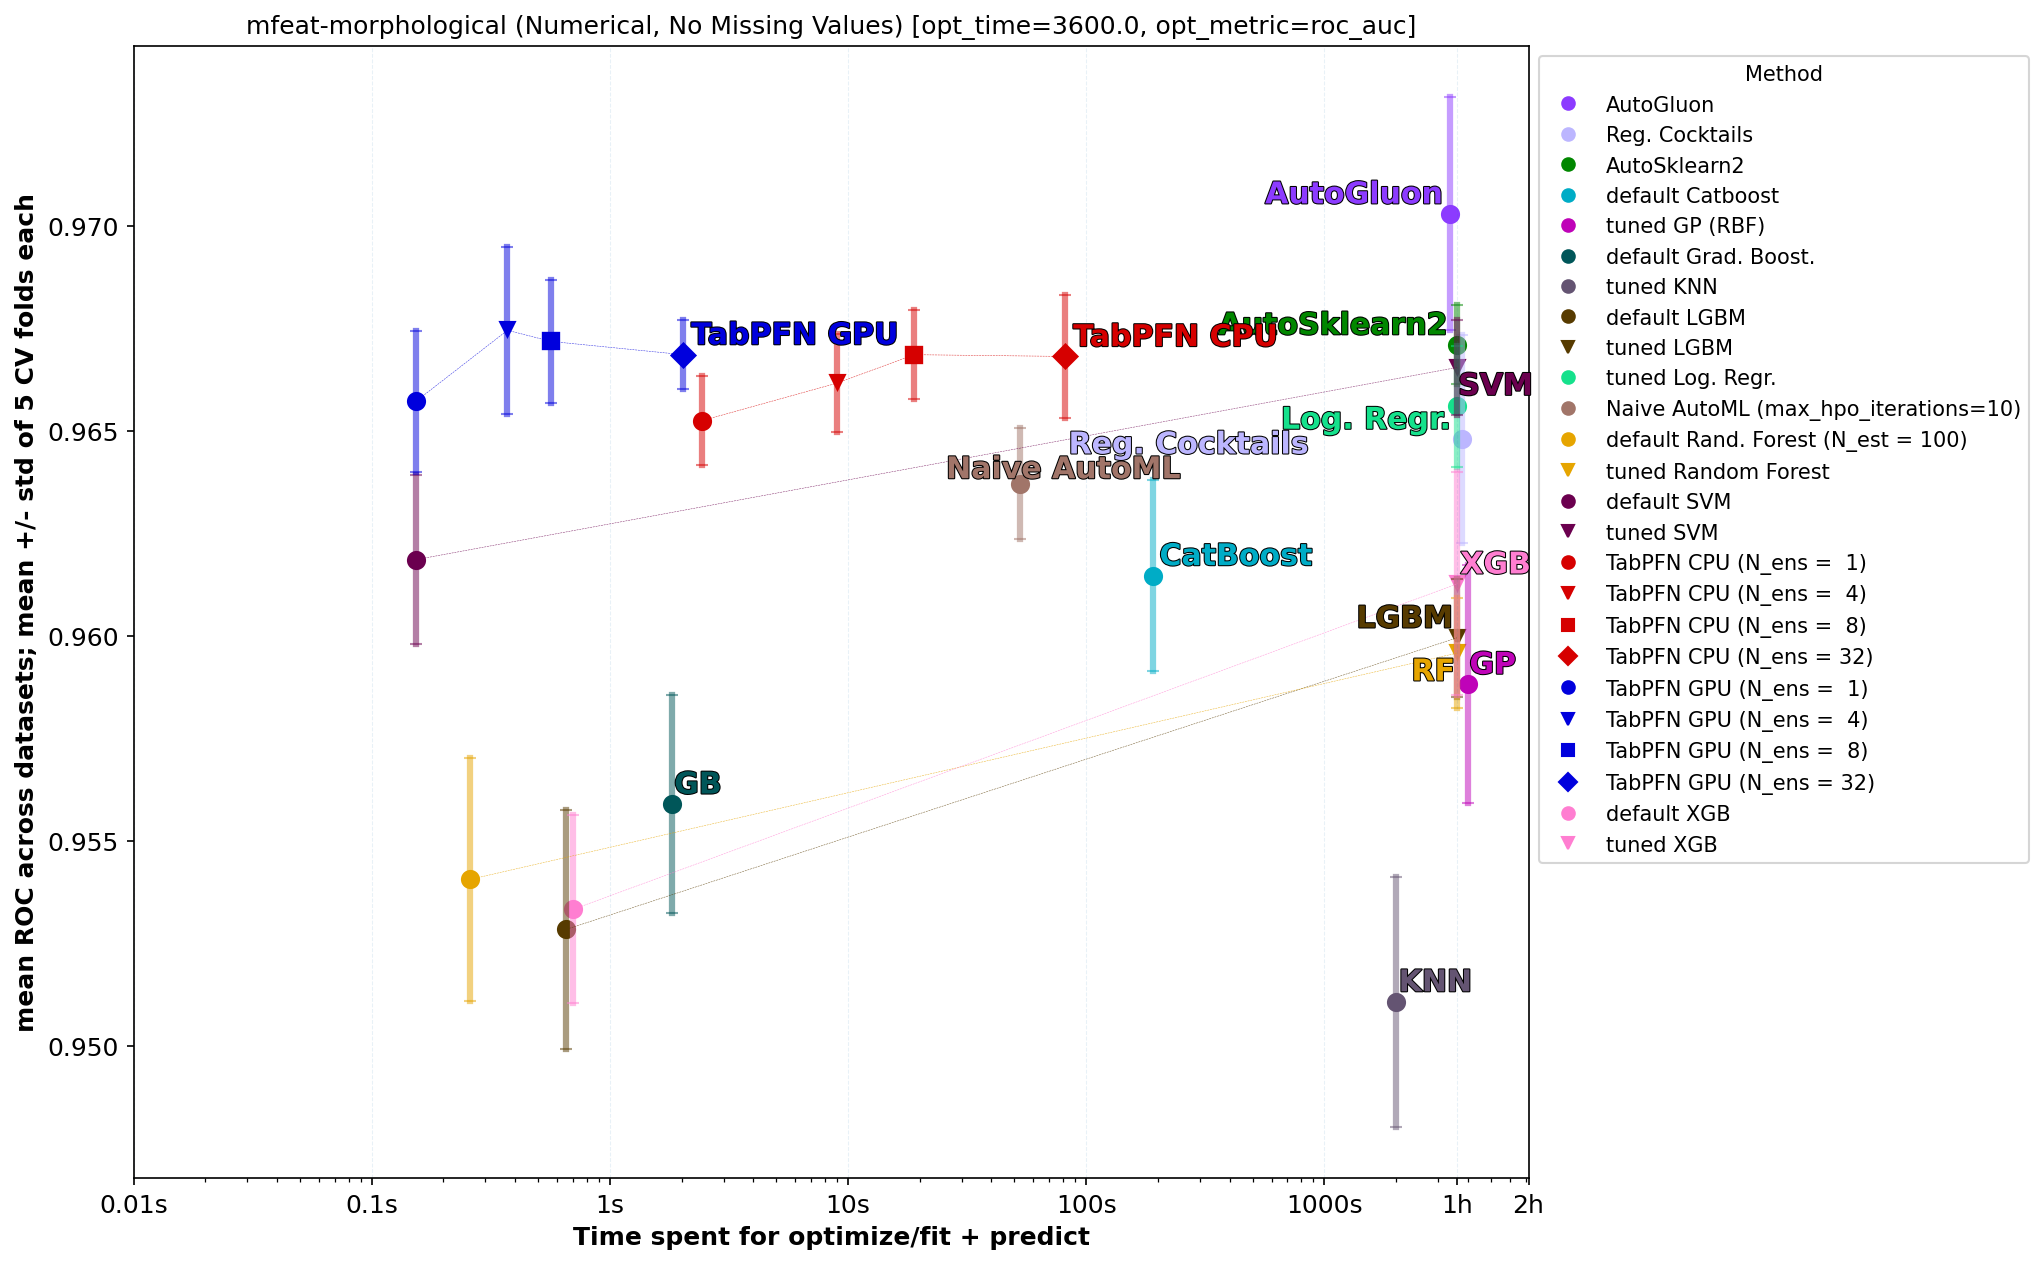 mfeat-morphological (Numerical, No Missing Values) [opt_time=3600.0, opt_metric=roc_auc]
mean ROC across datasets; mean +/- std of 5 CV folds each
0.970
0.965
0.960
0.955
0.950
AutoGluon
AutoSklearn2
TabPFN GPU
TabPFN CPU
SVM
Log. Regr.
Reg. Cocktails
Naive AutoML
CatBoost
XGB
LGBM
RF
GP
GB
KNN
0.01s
0.1s
1s
10s
100s
1000s
1h
2h
Time spent for optimize/fit + predict
Method
AutoGluon
Reg. Cocktails
AutoSklearn2
default Catboost
tuned GP (RBF)
default Grad. Boost.
tuned KNN
default LGBM
tuned LGBM
tuned Log. Regr.
Naive AutoML (max_hpo_iterations=10)
default Rand. Forest (N_est = 100)
tuned Random Forest
default SVM
tuned SVM
TabPFN CPU (N_ens =  1)
TabPFN CPU (N_ens =  4)
TabPFN CPU (N_ens =  8)
TabPFN CPU (N_ens = 32)
TabPFN GPU (N_ens =  1)
TabPFN GPU (N_ens =  4)
TabPFN GPU (N_ens =  8)
TabPFN GPU (N_ens = 32)
default XGB
tuned XGB